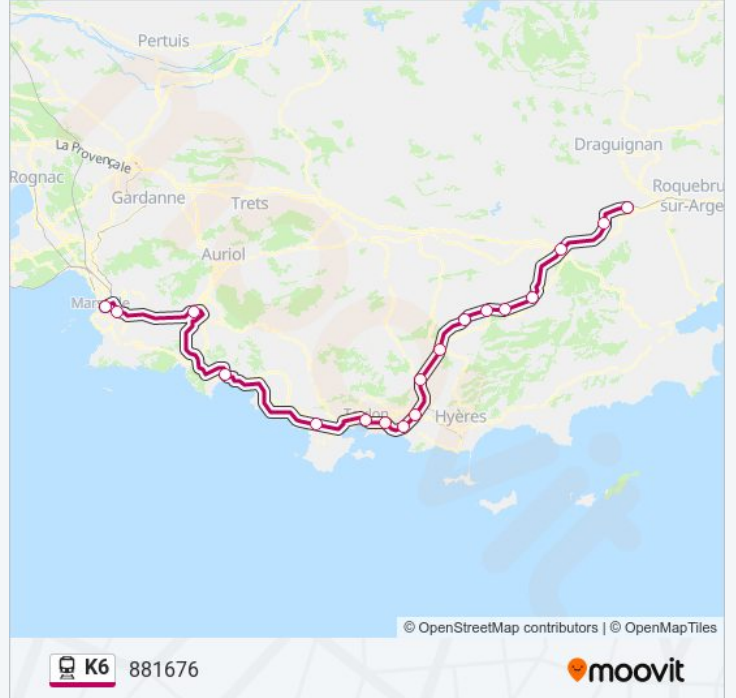 Pertuis
La Provençale
Draguignan
Rognac
Gardanne
Trets
Roquebru
sur-Arge
Auriol
Hyères
© OpenStreetMap contributors | © OpenMapTiles
K6 881676 moovit